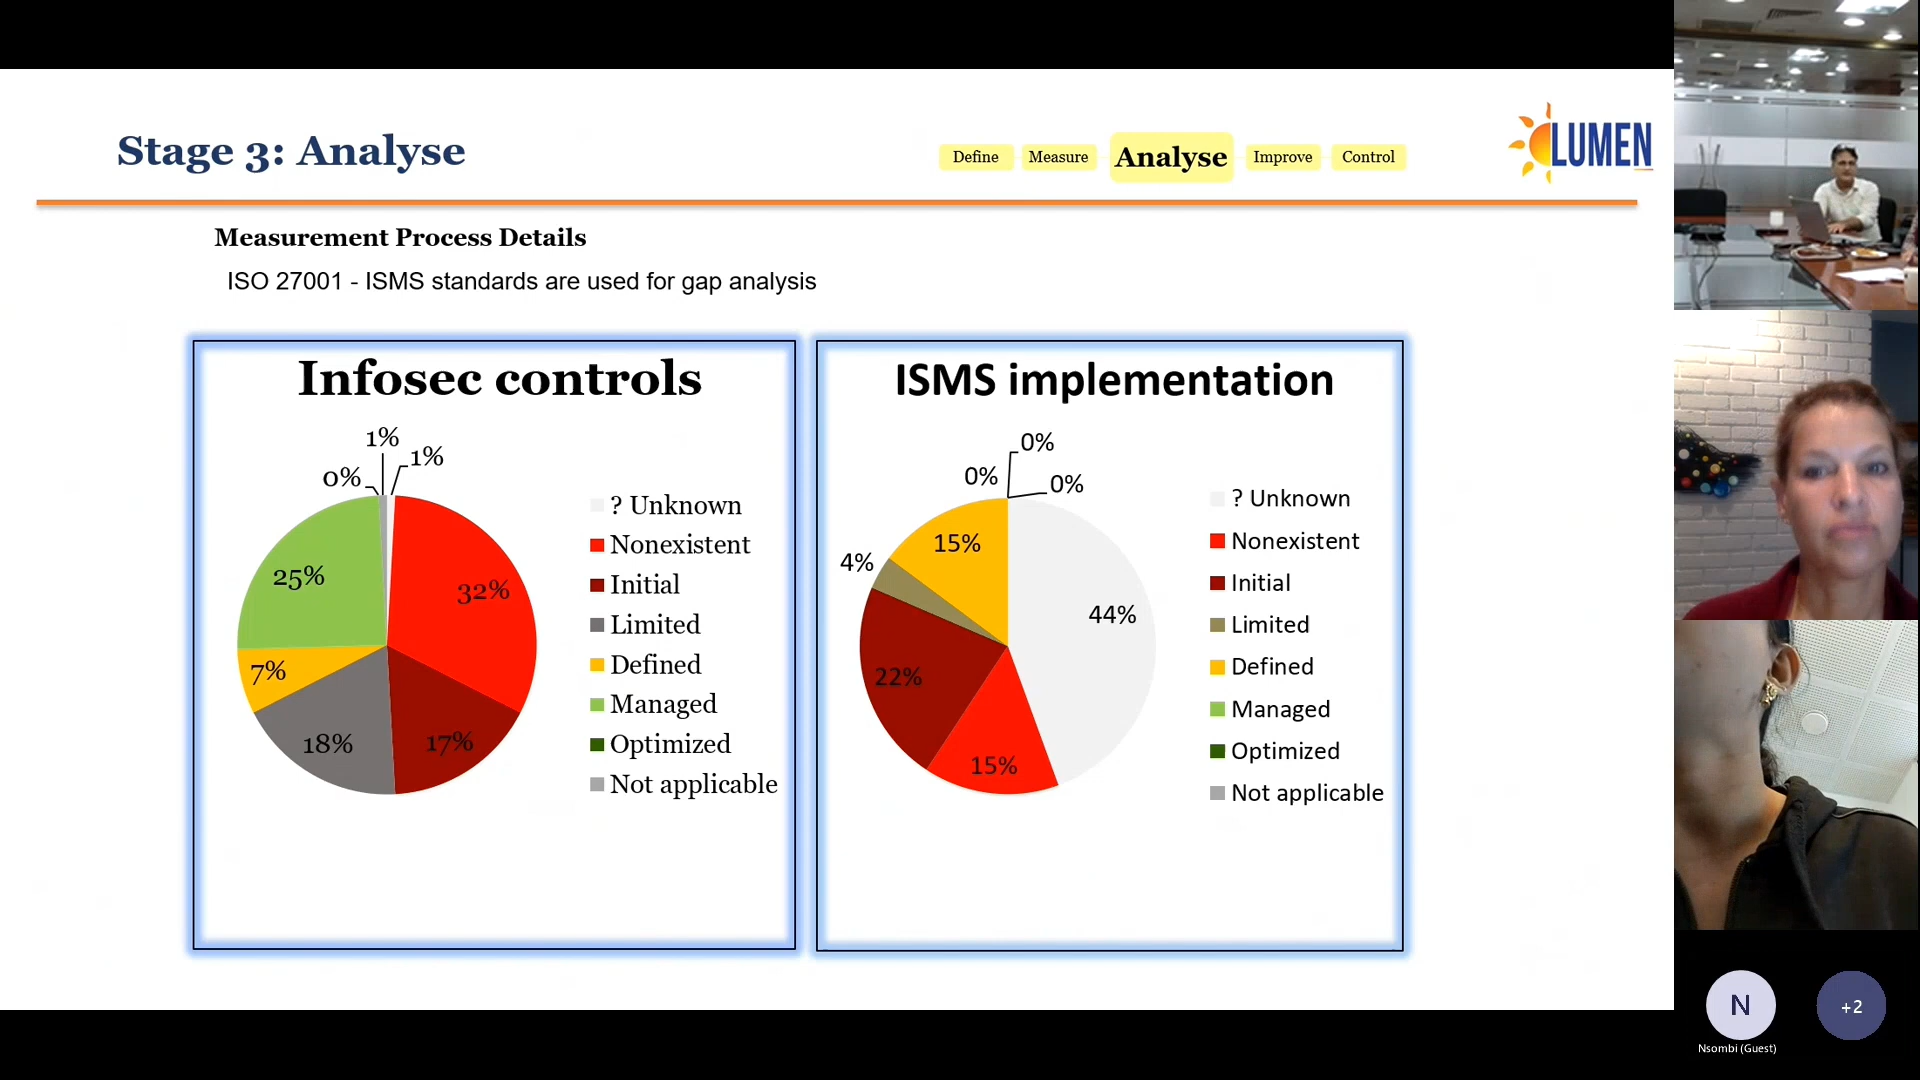 Stage 3: Analyse
Define
Measure
Analyse
Improve
Control
LUMEN
Measurement Process Details
ISO 27001 - ISMS standards are used for gap analysis
Infosec controls
1%
1%
0%
25%
32%
7%
18%
17%
? Unknown
Nonexistent
Initial
Limited
Defined
Managed
Optimized
Not applicable
ISMS implementation
0%
0%
0%
15%
4%
44%
22%
15%
? Unknown
Nonexistent
Initial
Limited
Defined
Managed
Optimized
Not applicable
N
+2
Nsombi (Guest)